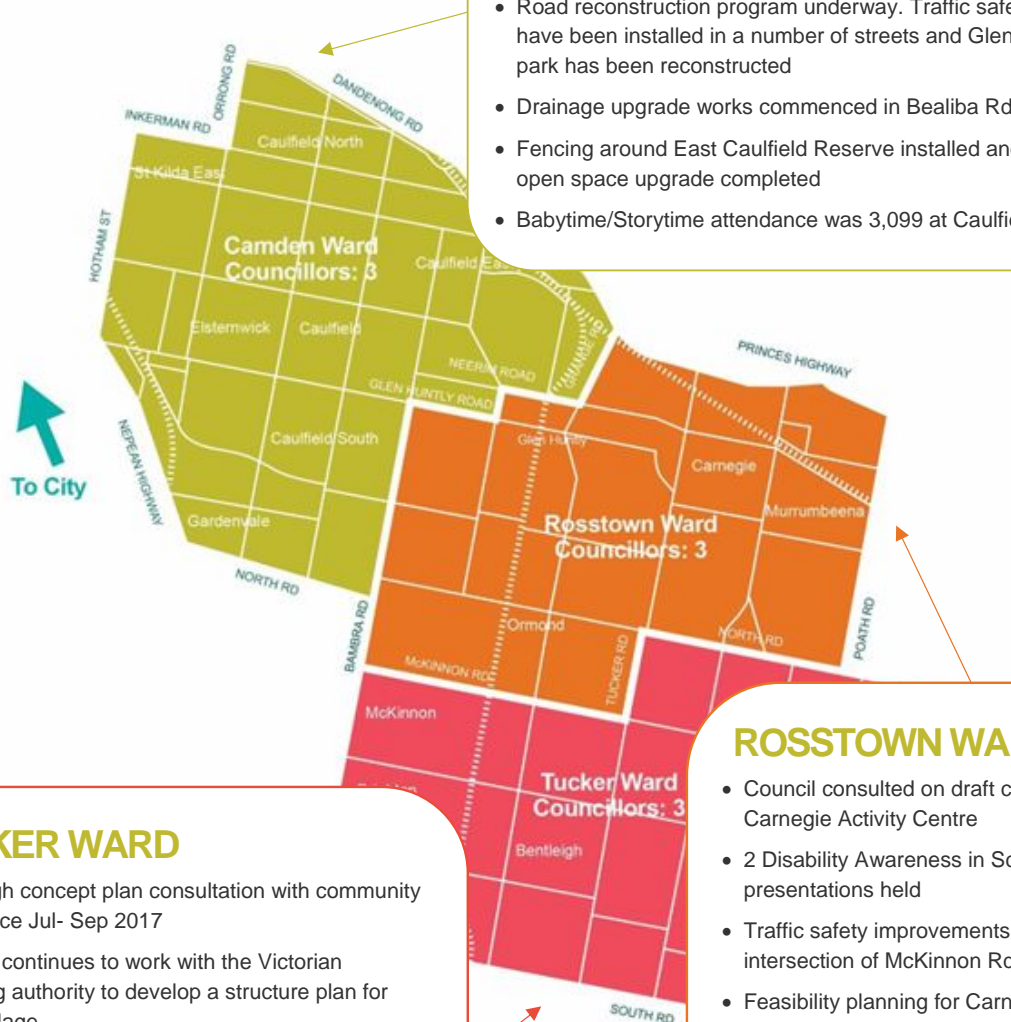 • Road reconstruction program underway. Traffic safe
have been installed in a number of streets and Glen
park has been reconstructed
• Drainage upgrade works commenced in Bealiba Rd
• Fencing around East Caulfield Reserve installed an
open space upgrade completed
• Babytime/Storytime attendance was 3,099 at Caulfi
ORRONG RD
DANDENONG RD
INKERMAN RD
Caulfield North
St Kilda East
HOTHAM ST
Camden Ward
Councillors: 3
Caulfield Eas
Elsternwick
Caulfield
NEERIM ROAD
GRANGE RD
GLEN HUNTLY ROAD
PRINCES HIGHWAY
To City
NEPEAN HIGHWAY
Caulfield South
Glen Huntly
Carnegie
Murrumbeena
Gardenvale
Rosstown Ward
Councillors: 3
NORTH RD
BAMBRA RD
Ormond
TUCKER RD
NORTH RD
POATH RD
McKINNON RD
McKinnon
Tucker Ward
Councillors: 3
Bentleigh
SOUTH RD
ROSSTOWN WA
• Council consulted on draft c
Carnegie Activity Centre
• 2 Disability Awareness in Sc
presentations held
• Traffic safety improvements
intersection of McKinnon Ro
• Feasibility planning for Carn
KER WARD
gh concept plan consultation with community
ce Jul- Sep 2017
continues to work with the Victorian
g authority to develop a structure plan for